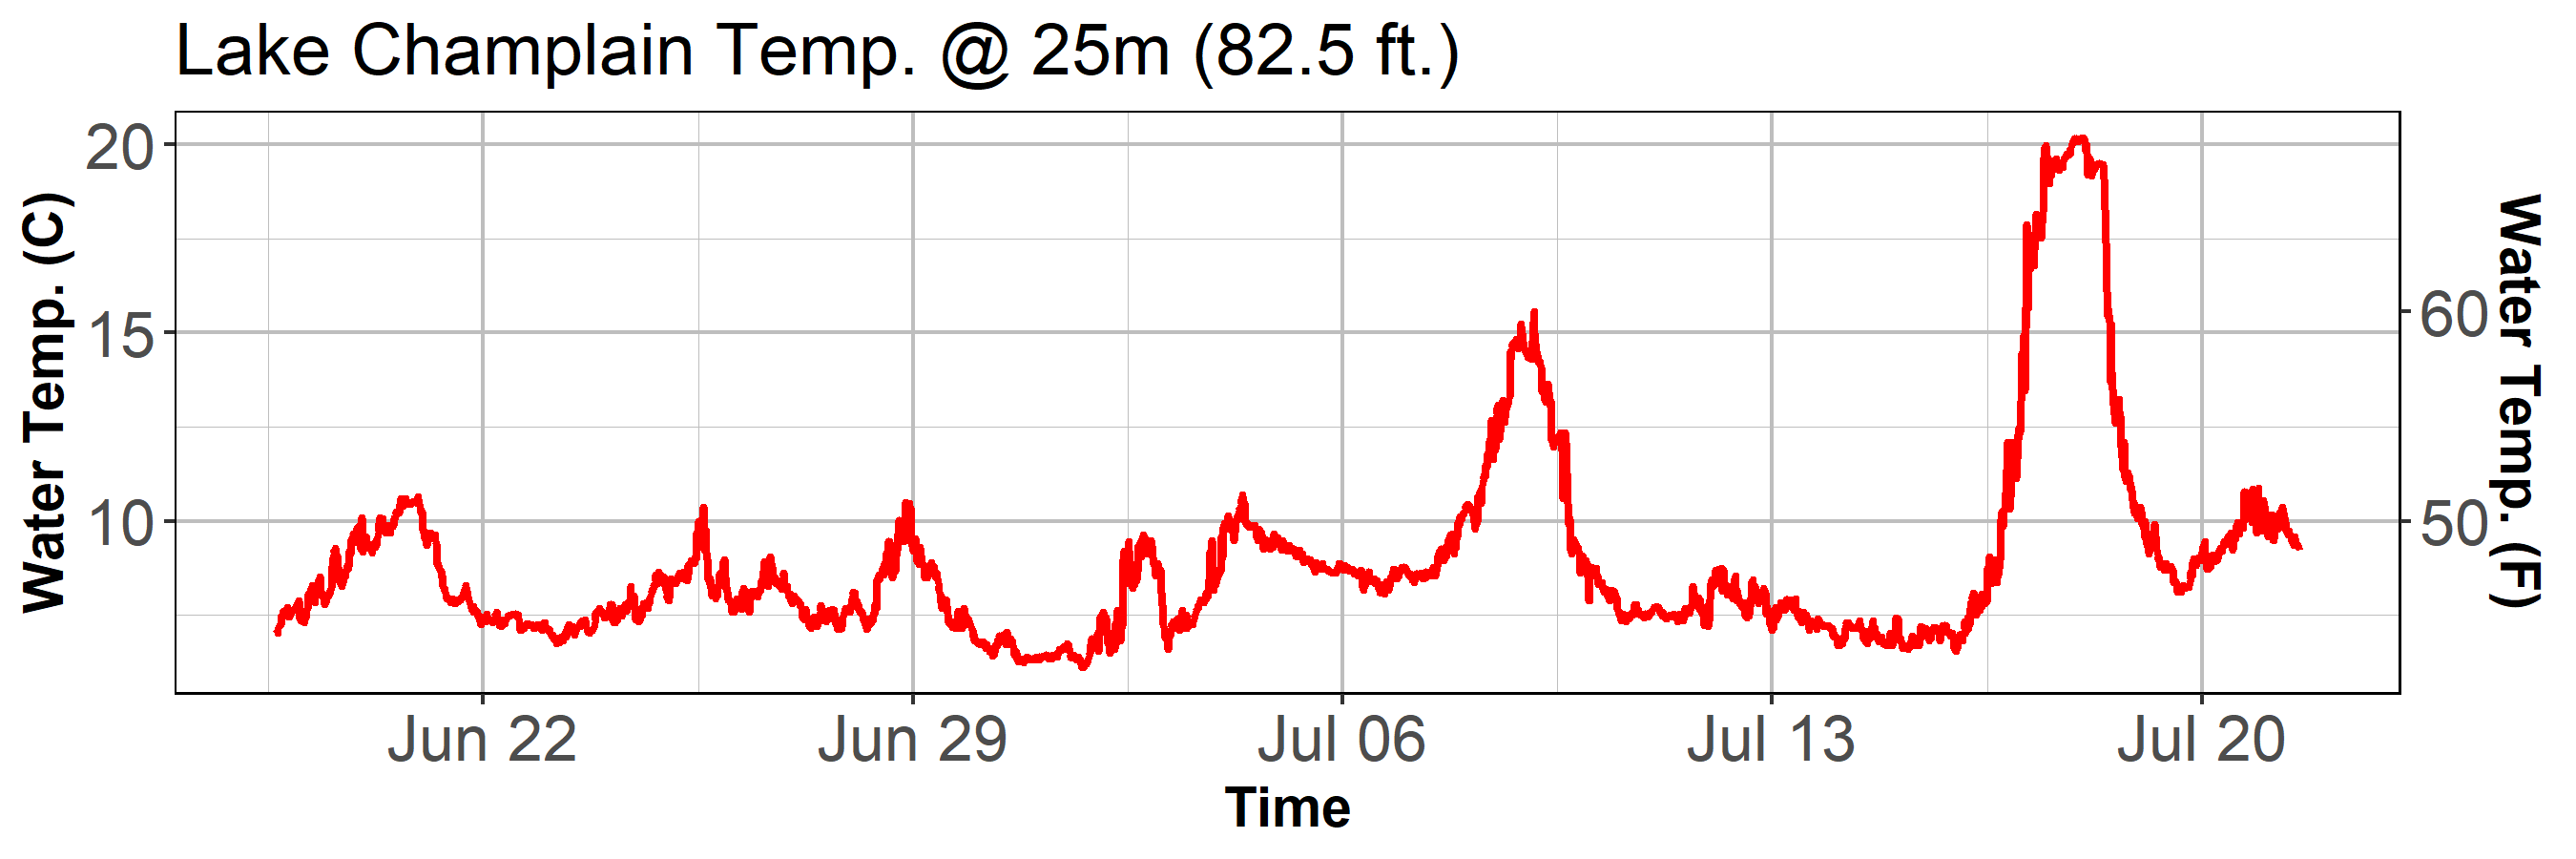 Lake Champlain Temp. @ 25m (82.5 ft.)
Water Temp. (C)
20
15
10
60
50
Water Temp. (F)
Jun 22
Jun 29
Jul 06
Jul 13
Jul 20
Time